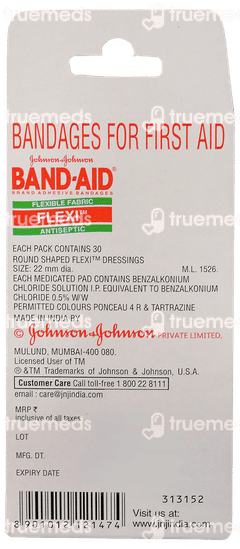 BANDAGES FOR FIRST AID
Johnson & Johnson
BAND-AID®
BRAND ADHESIVE BANDAGES
FLEXIBLE FABRIC
FLEXI™
ANTISEPTIC
EACH PACK CONTAINS 30
ROUND SHAPED FLEXI™ DRESSINGS
SIZE: 22 mm dia. M.L. 1526.
EACH MEDICATED PAD CONTAINS BENZALKONIUM
CHLORIDE SOLUTION I.P. EQUIVALENT TO BENZALKONIUM
CHLORIDE 0.5% W/W
PERMITTED COLOURS PONCEAU 4 R & TARTRAZINE
MADE IN INDIA BY
© Johnson & Johnson PRIVATE LIMITED.
MULUND, MUMBAI-400 080.
Licensed User of TM
® &TM Trademarks of Johnson & Johnson, U.S.A.
Customer Care Call toll-free 1 800 22 8111
email : care@jnjindia.com
MRP ₹
inclusive of all taxes
LOT
MFG. DT.
EXPIRY DATE
313152
Visit us at:
www.jnjindia.com
8 901012 131474
truemeds